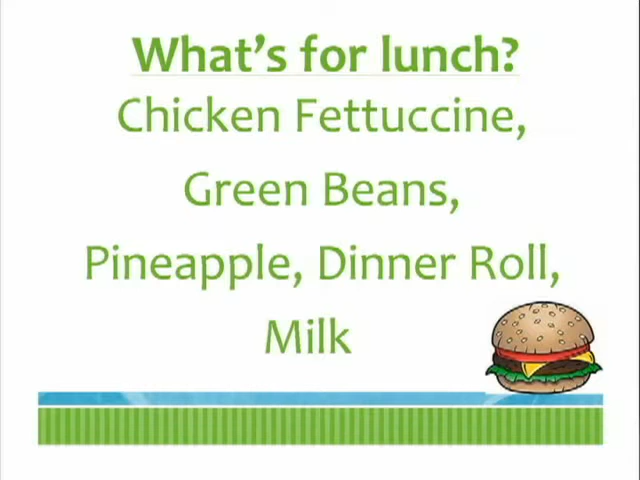 What's for lunch?
Chicken Fettuccine,
Green Beans,
Pineapple, Dinner Roll,
Milk